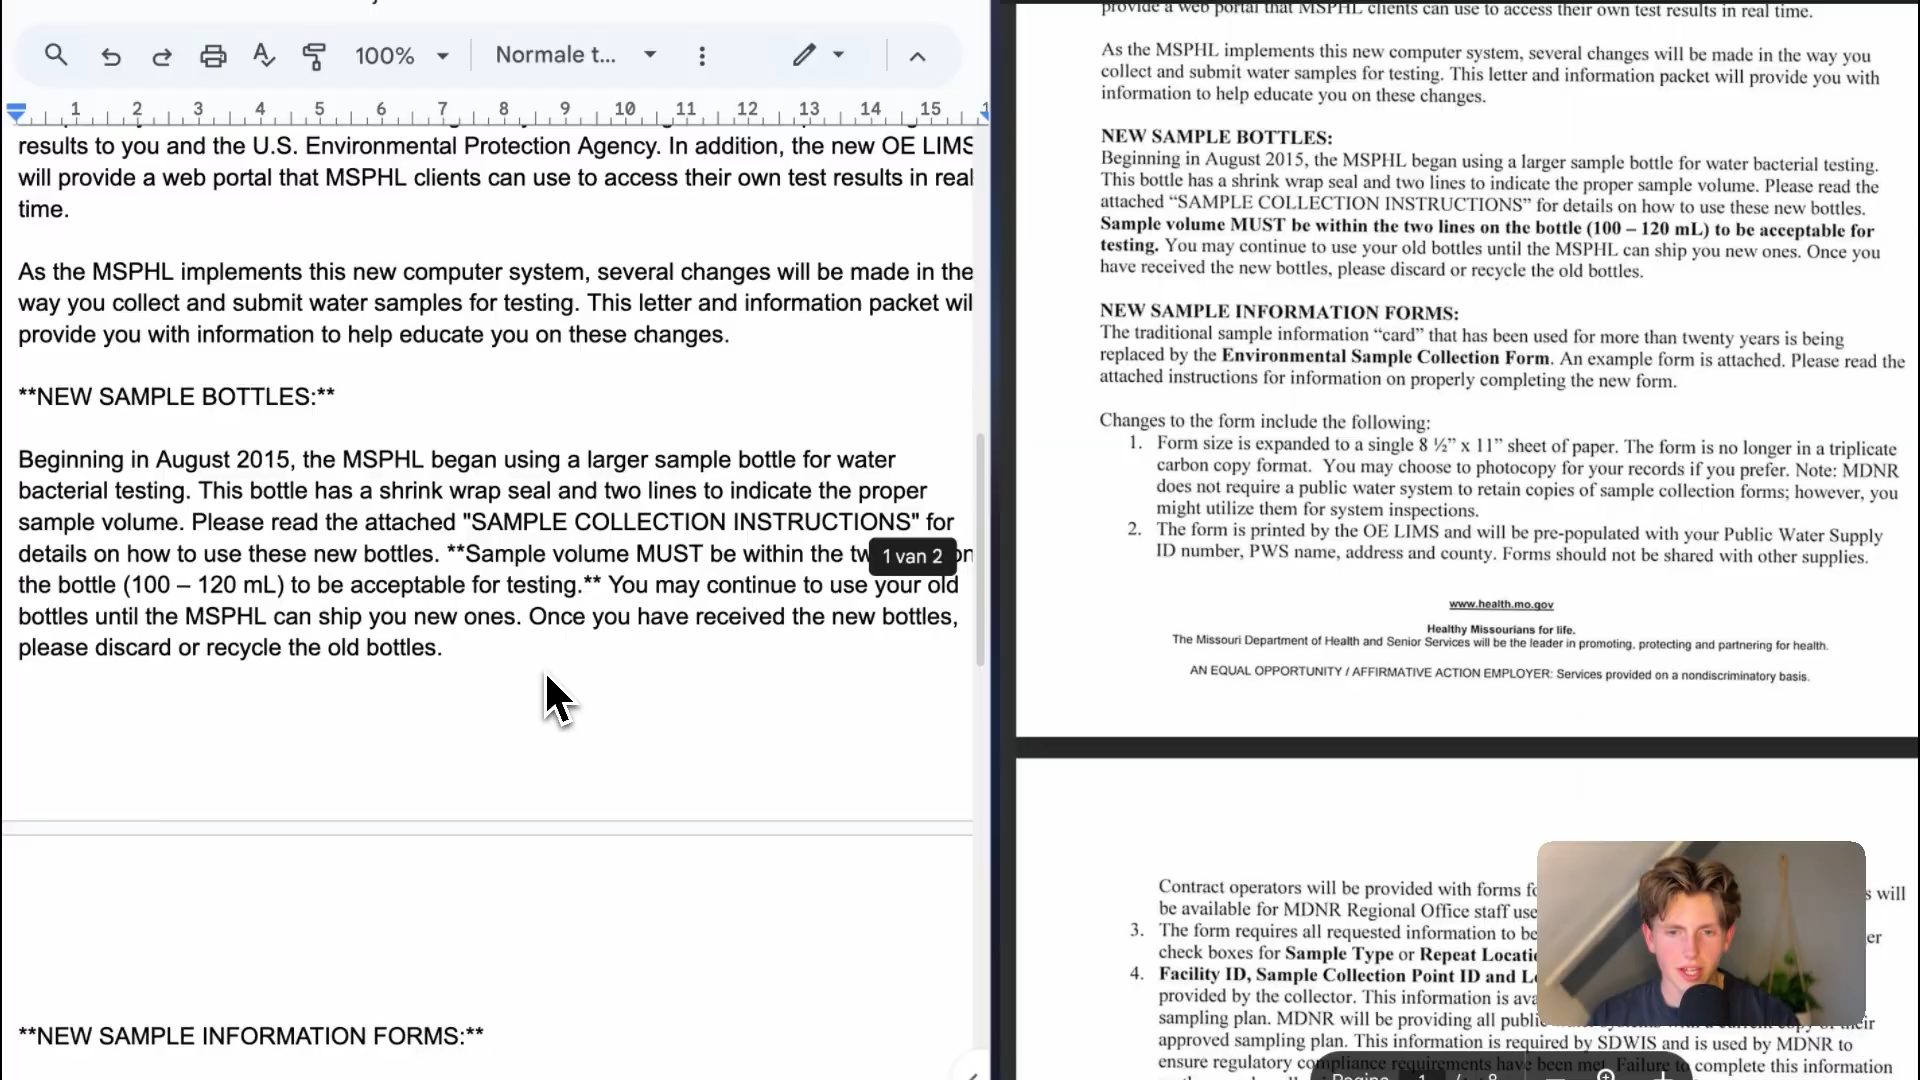 100%
Normale t...
1 2 3 4 5 6 7 8 9 10 11 12 13 14 15
results to you and the U.S. Environmental Protection Agency. In addition, the new OE LIMS
will provide a web portal that MSPHL clients can use to access their own test results in real
time.
As the MSPHL implements this new computer system, several changes will be made in the
way you collect and submit water samples for testing. This letter and information packet wil
provide you with information to help educate you on these changes.
**NEW SAMPLE BOTTLES:**
Beginning in August 2015, the MSPHL began using a larger sample bottle for water
bacterial testing. This bottle has a shrink wrap seal and two lines to indicate the proper
sample volume. Please read the attached "SAMPLE COLLECTION INSTRUCTIONS" for
details on how to use these new bottles. **Sample volume MUST be within the tw
1 van 2
the bottle (100 – 120 mL) to be acceptable for testing.** You may continue to use your old
bottles until the MSPHL can ship you new ones. Once you have received the new bottles,
please discard or recycle the old bottles.
**NEW SAMPLE INFORMATION FORMS:**
provide a web portal that MSPHL clients can use to access their own test results in real time.
As the MSPHL implements this new computer system, several changes will be made in the way you
collect and submit water samples for testing. This letter and information packet will provide you with
information to help educate you on these changes.
NEW SAMPLE BOTTLES:
Beginning in August 2015, the MSPHL began using a larger sample bottle for water bacterial testing.
This bottle has a shrink wrap seal and two lines to indicate the proper sample volume. Please read the
attached “SAMPLE COLLECTION INSTRUCTIONS” for details on how to use these new bottles.
Sample volume MUST be within the two lines on the bottle (100 – 120 mL) to be acceptable for
testing. You may continue to use your old bottles until the MSPHL can ship you new ones. Once you
have received the new bottles, please discard or recycle the old bottles.
NEW SAMPLE INFORMATION FORMS:
The traditional sample information “card” that has been used for more than twenty years is being
replaced by the Environmental Sample Collection Form. An example form is attached. Please read the
attached instructions for information on properly completing the new form.
Changes to the form include the following:
1. Form size is expanded to a single 8 ½” x 11” sheet of paper. The form is no longer in a triplicate
carbon copy format. You may choose to photocopy for your records if you prefer. Note: MDNR
does not require a public water system to retain copies of sample collection forms; however, you
might utilize them for system inspections.
2. The form is printed by the OE LIMS and will be pre-populated with your Public Water Supply
ID number, PWS name, address and county. Forms should not be shared with other supplies.
www.health.mo.gov
Healthy Missourians for life.
The Missouri Department of Health and Senior Services will be the leader in promoting, protecting and partnering for health.
AN EQUAL OPPORTUNITY / AFFIRMATIVE ACTION EMPLOYER: Services provided on a nondiscriminatory basis.
Contract operators will be provided with forms fo s will
be available for MDNR Regional Office staff use
3. The form requires all requested information to be er
check boxes for Sample Type or Repeat Locati
4. Facility ID, Sample Collection Point ID and Lo
provided by the collector. This information is ava
sampling plan. MDNR will be providing all public
approved sampling plan. This information is required by SDWIS and is used by MDNR to
ensure regulatory compliance requirements have been met. Failure to complete this information
Pagina 1 / 8